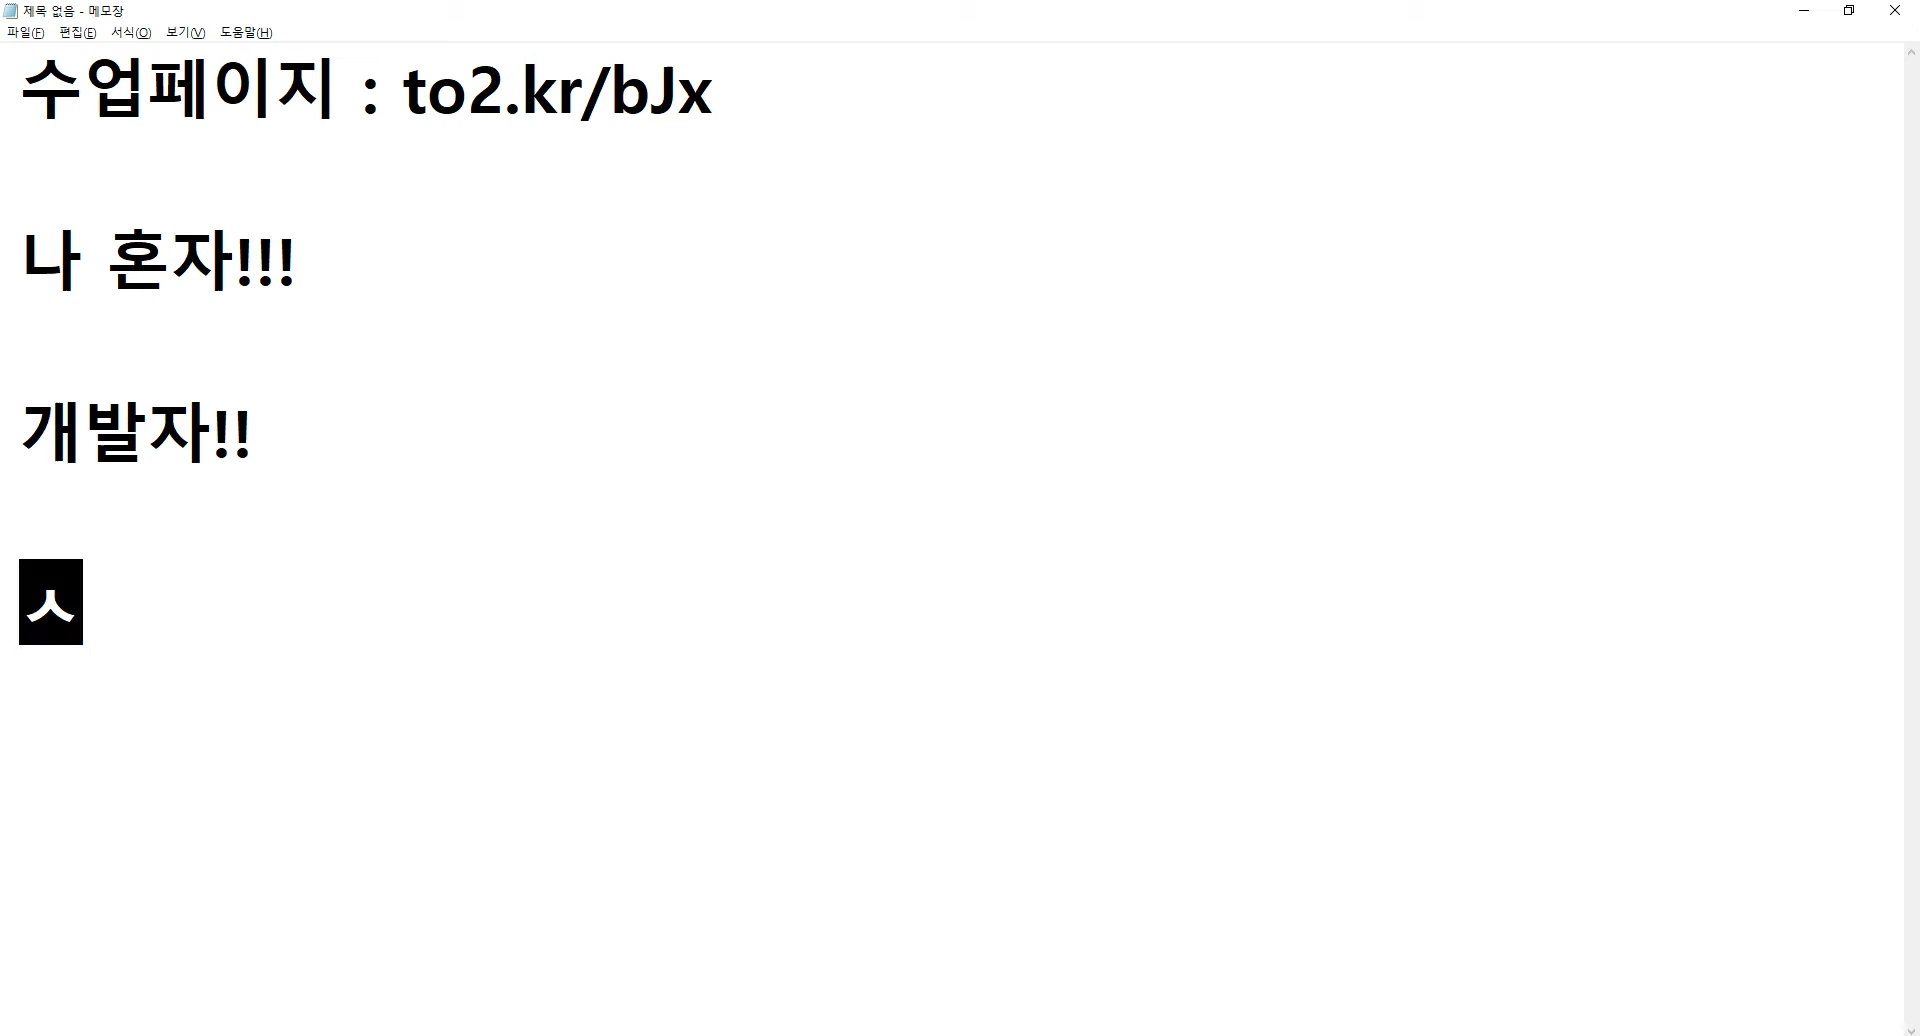 제목 없음 - 메모장
파일(F) 편집(E) 서식(O) 보기(V) 도움말(H)
수업페이지 : to2.kr/bJx
나 혼자!!!
개발자!!
ㅅ